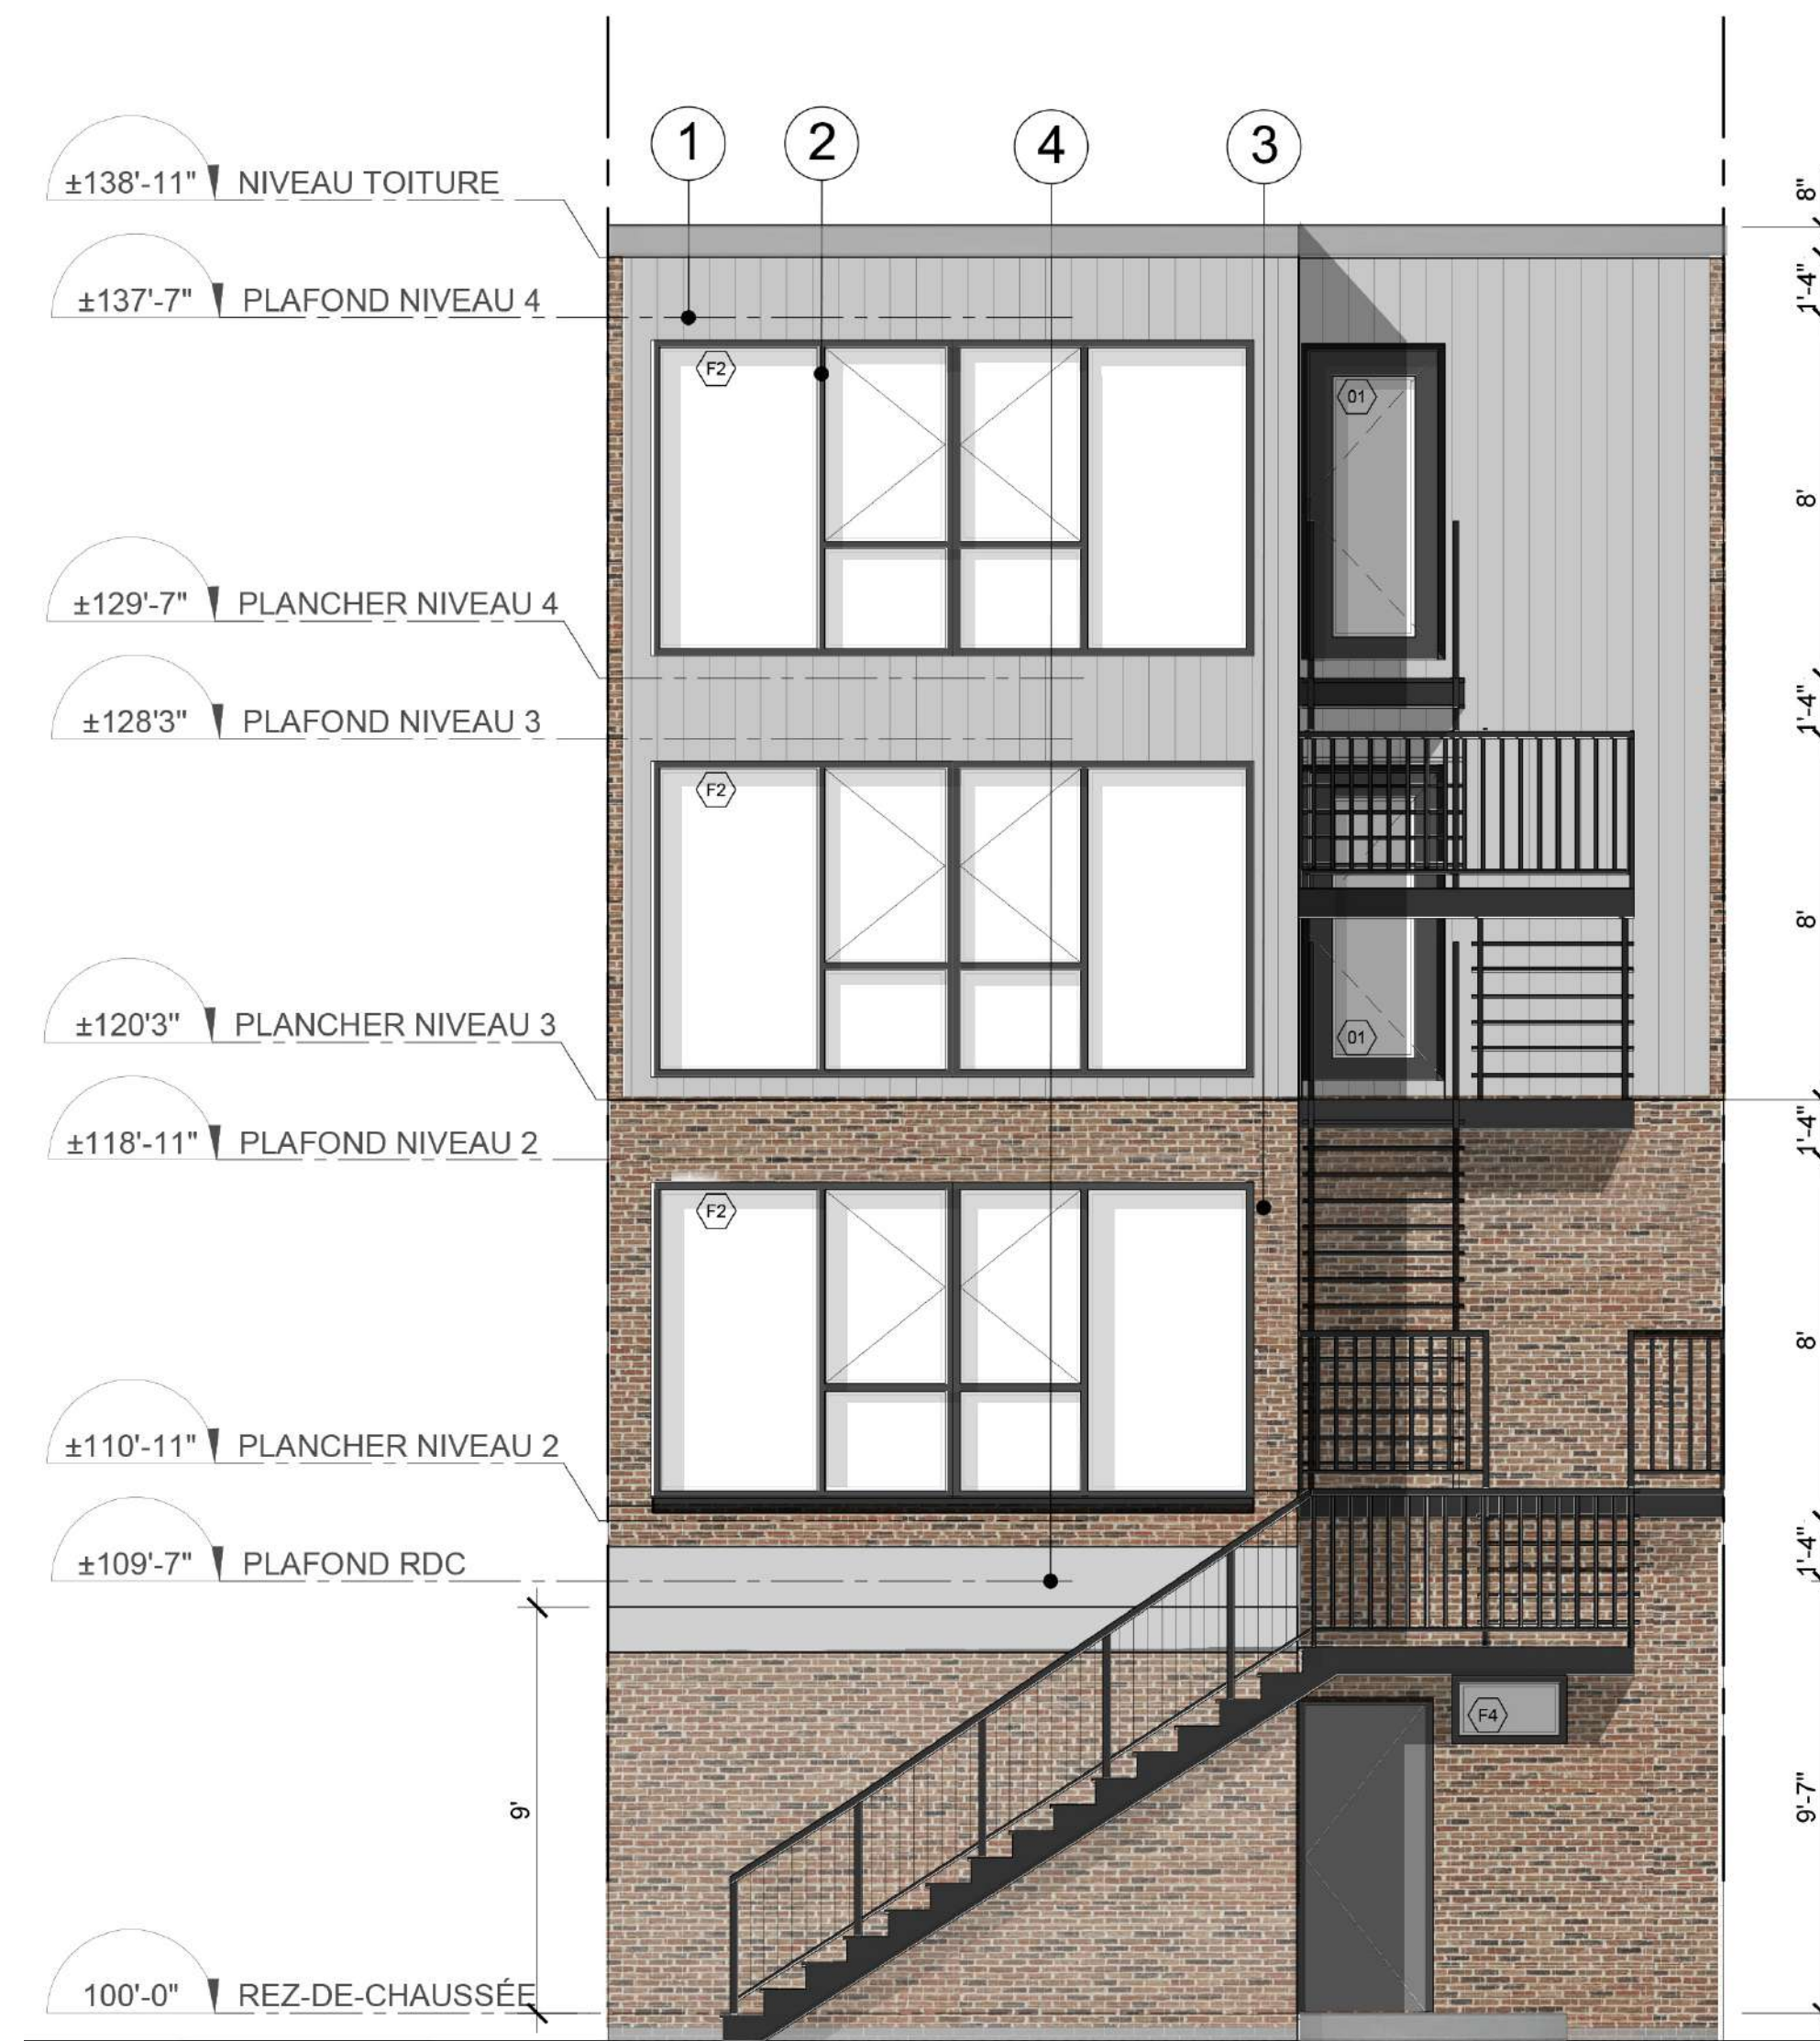 1 2 4 3
±138'-11" NIVEAU TOITURE
8"
±137'-7" PLAFOND NIVEAU 4
1'-4"
F2
01
8'
±129'-7" PLANCHER NIVEAU 4
±128'3" PLAFOND NIVEAU 3
1'-4"
F2
8'
±120'3" PLANCHER NIVEAU 3
01
±118'-11" PLAFOND NIVEAU 2
1'-4"
F2
8'
±110'-11" PLANCHER NIVEAU 2
±109'-7" PLAFOND RDC
1'-4"
F4
9'
9'-7"
100'-0" REZ-DE-CHAUSSÉE